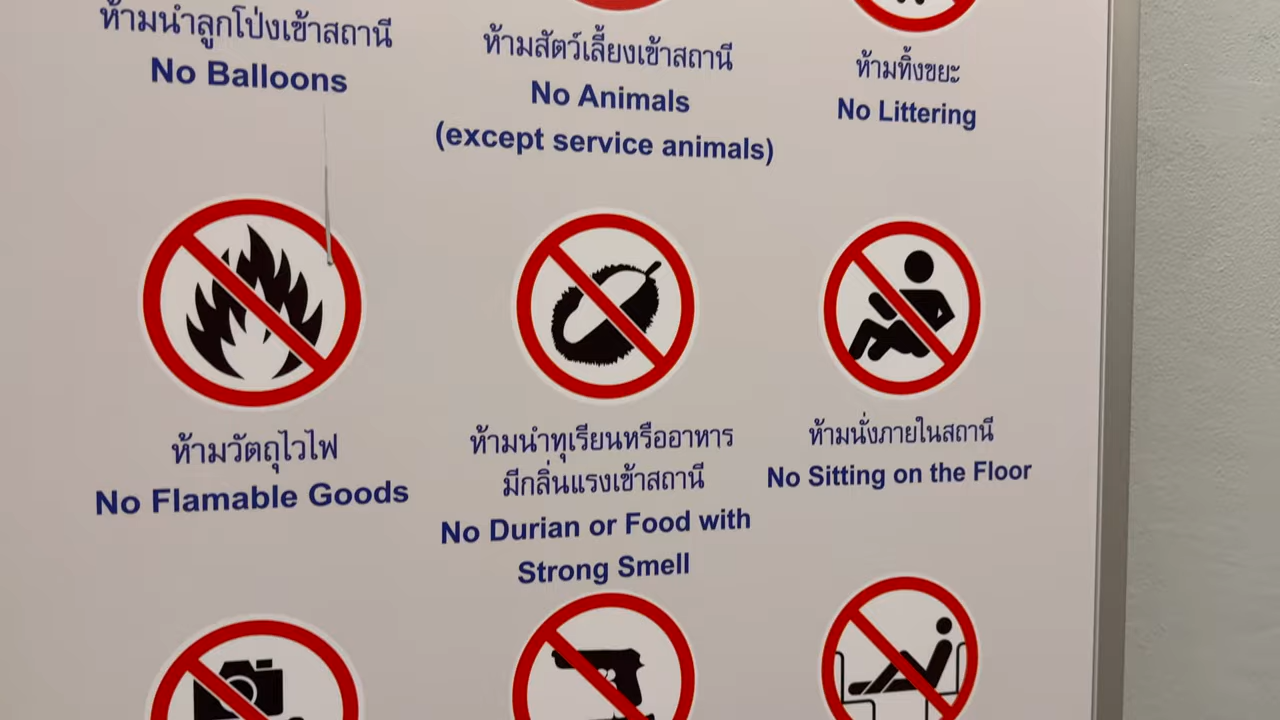 ห้ามนำลูกโป่งเข้าสถานี
No Balloons
ห้ามสัตว์เลี้ยงเข้าสถานี
No Animals
(except service animals)
ห้ามทิ้งขยะ
No Littering
ห้ามวัตถุไวไฟ
No Flamable Goods
ห้ามนำทุเรียนหรืออาหาร
มีกลิ่นแรงเข้าสถานี
No Durian or Food with
Strong Smell
ห้ามนั่งภายในสถานี
No Sitting on the Floor